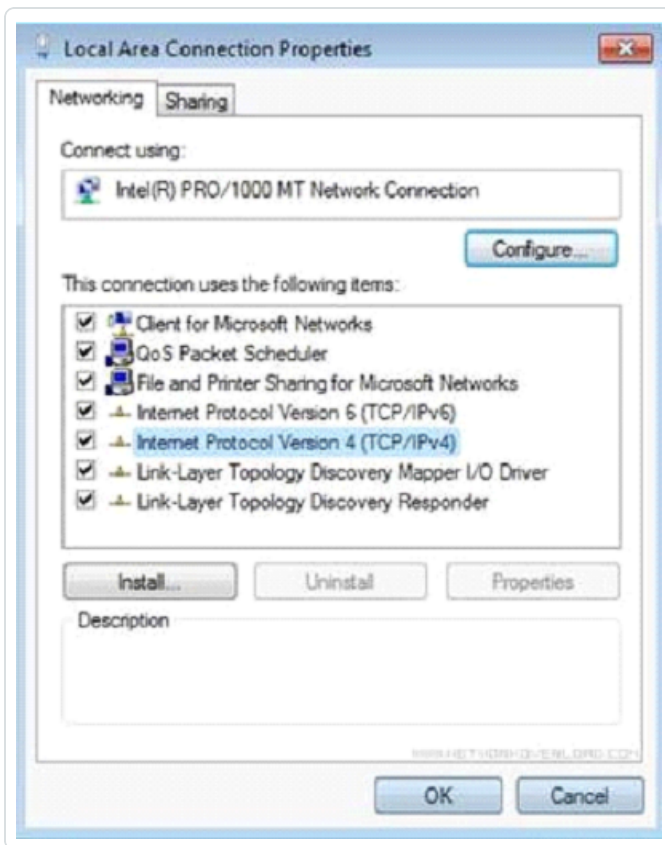 Local Area Connection Properties
Networking
Sharing
Connect using:
Intel(R) PRO/1000 MT Network Connection
Configure...
This connection uses the following items:
Client for Microsoft Networks
QoS Packet Scheduler
File and Printer Sharing for Microsoft Networks
Internet Protocol Version 6 (TCP/IPv6)
Internet Protocol Version 4 (TCP/IPv4)
Link-Layer Topology Discovery Mapper I/O Driver
Link-Layer Topology Discovery Responder
Install...
Uninstall
Properties
Description
OK
Cancel